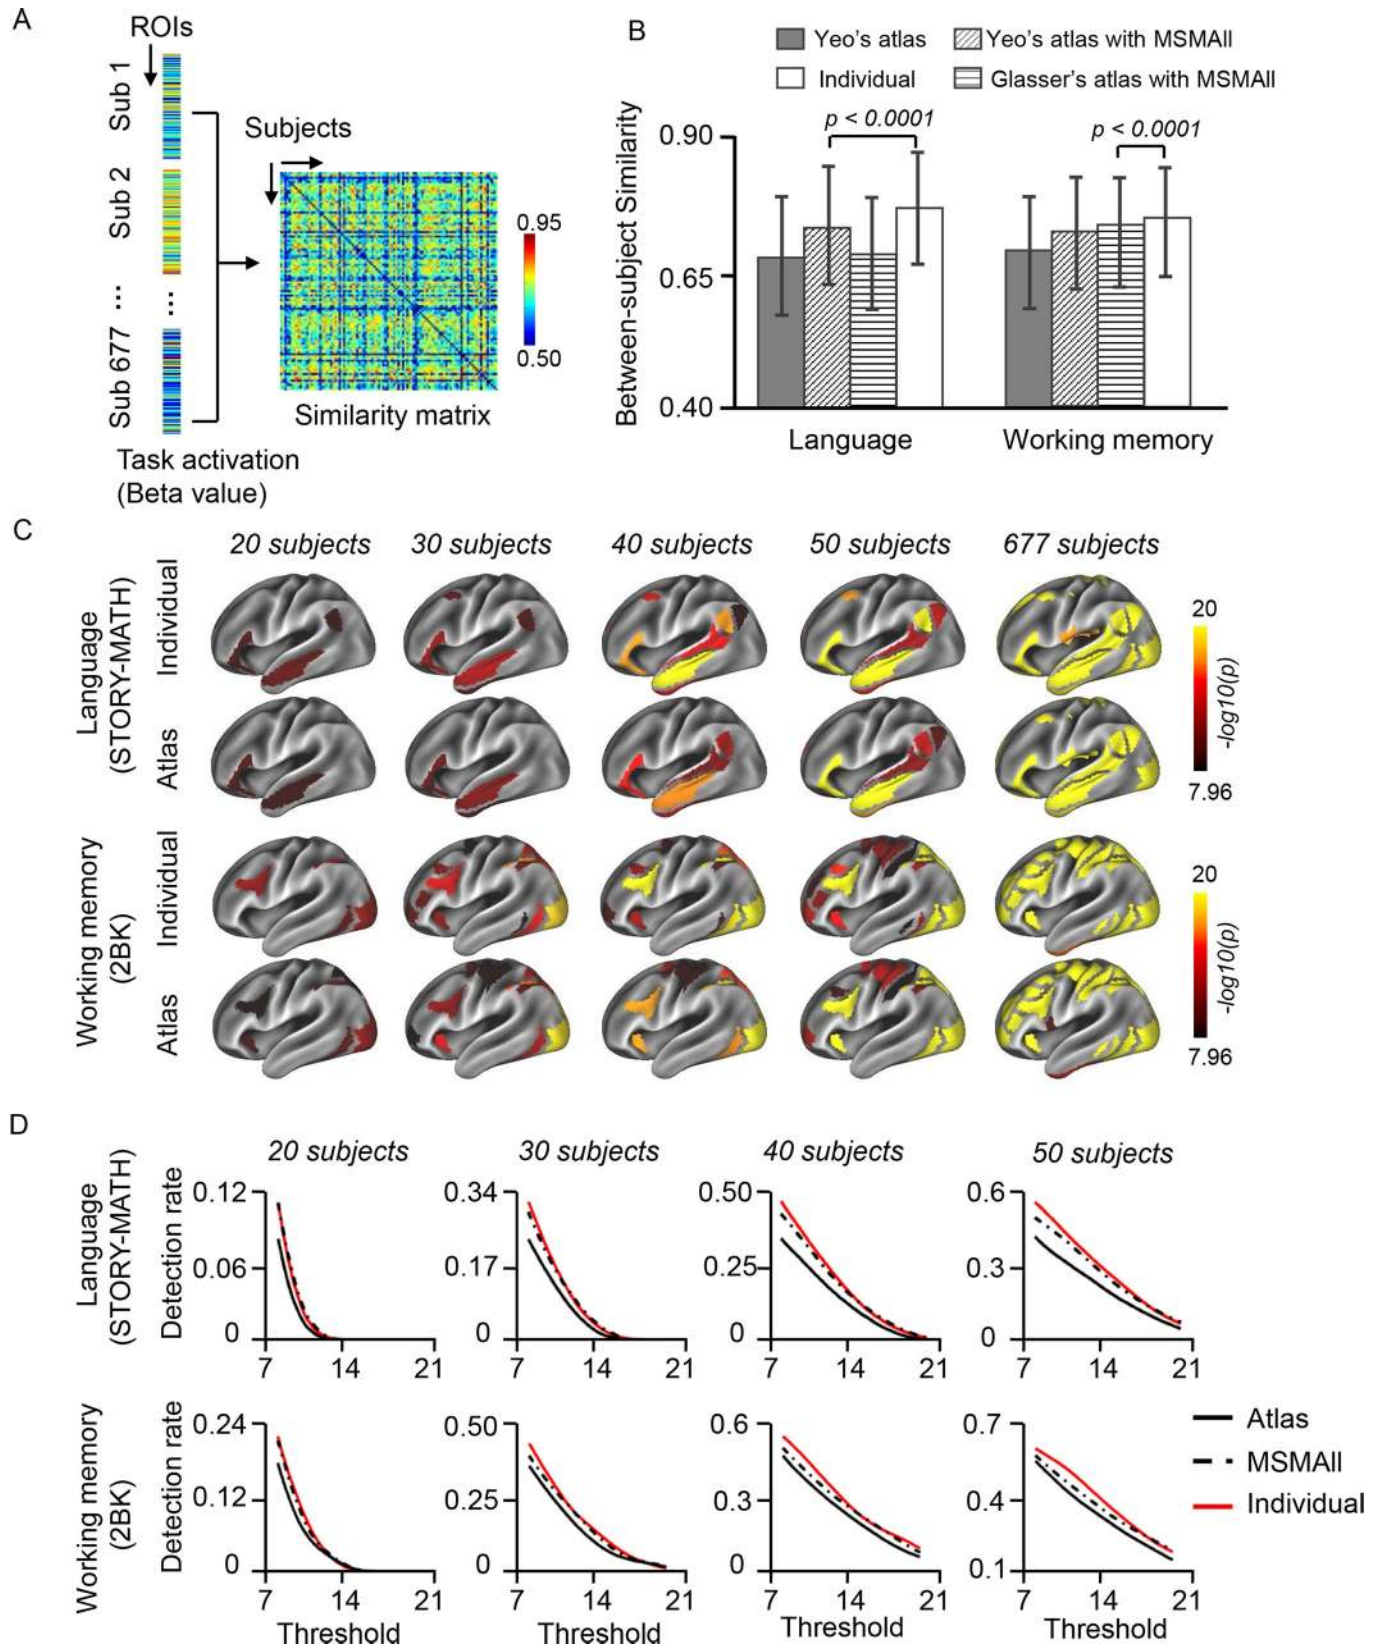 A
ROIs
Sub 1
Sub 2
...
...
Sub 677
Subjects
0.95
0.50
Similarity matrix
Task activation
(Beta value)
B
Yeo's atlas
Yeo's atlas with MSMAll
Individual
Glasser's atlas with MSMAll
Between-subject Similarity
0.90
0.65
0.40
p < 0.0001
p < 0.0001
Language
Working memory
C
20 subjects
30 subjects
40 subjects
50 subjects
677 subjects
Language
(STORY-MATH)
Individual
Atlas
20
-log10(p)
7.96
Working memory
(2BK)
Individual
Atlas
20
-log10(p)
7.96
D
20 subjects
30 subjects
40 subjects
50 subjects
Language
(STORY-MATH)
Detection rate
0.12
0.06
0
7
14
21
0.34
0.17
0
7
14
21
0.50
0.25
0
7
14
21
0.6
0.3
0
7
14
21
Working memory
(2BK)
Detection rate
0.24
0.12
0
7
14
21
Threshold
0.50
0.25
0
7
14
21
Threshold
0.6
0.3
0
7
14
21
Threshold
0.7
0.4
0.1
7
14
21
Threshold
Atlas
MSMAll
Individual